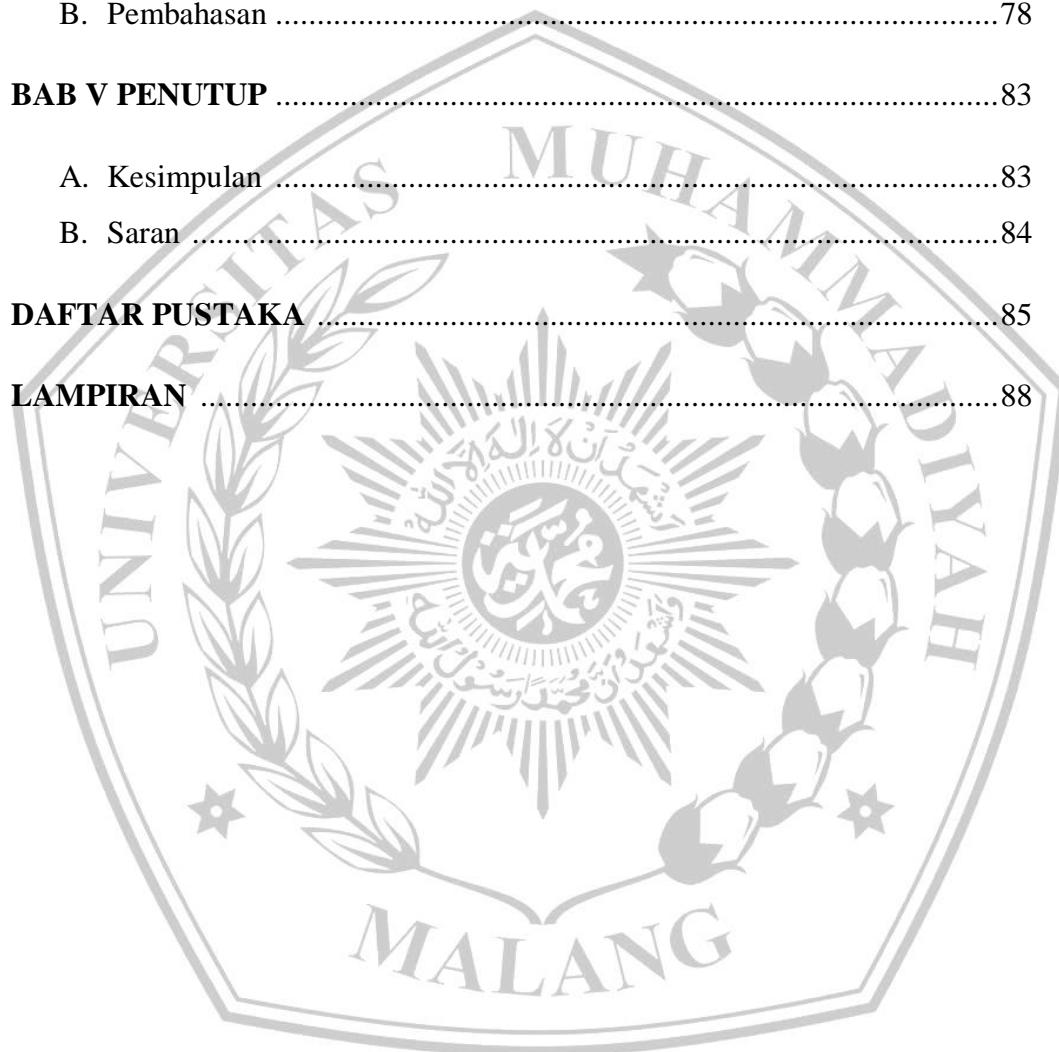 B. Pembahasan ................................................................78
BAB V PENUTUP ................................................................83
A. Kesimpulan ................................................................83
B. Saran ................................................................84
DAFTAR PUSTAKA ................................................................85
LAMPIRAN ................................................................88
UNIVERSITAS MUHAMMADIYAH
MALANG